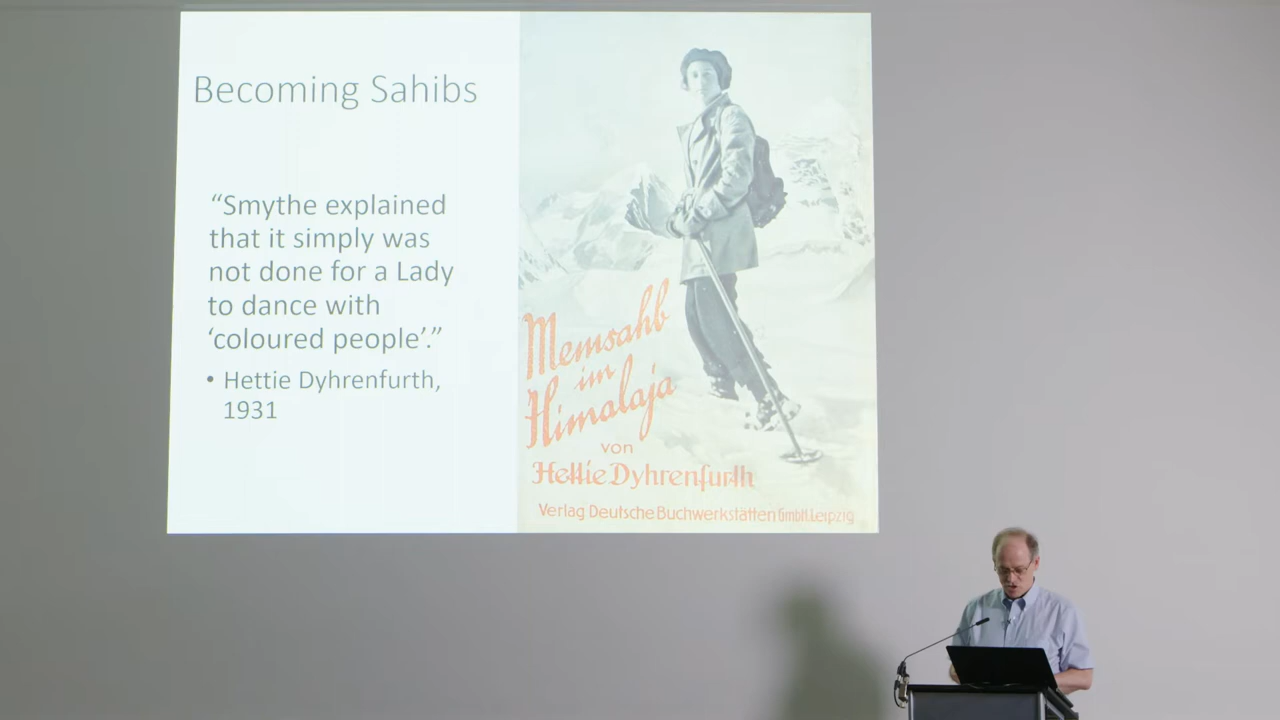 Becoming Sahibs
“Smythe explained
that it simply was
not done for a Lady
to dance with
‘coloured people’.”
• Hettie Dyhrenfurth,
1931
Memsahb
im
Himalaja
von
Hettie Dyhrenfurth
Verlag Deutsche Buchwerkstätten GmbH. Leipzig